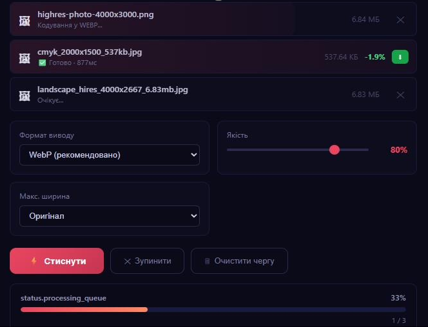 highres-photo-4000x3000.png
Кодування у WEBP...
6.84 МБ
cmyk_2000x1500_537kb.jpg
✅ Готово · 877мс
537.64 КБ -1.9%
landscape_hires_4000x2667_6.83mb.jpg
Очікує...
6.83 МБ
Формат виводу
WebP (рекомендовано)
Якість
80%
Макс. ширина
Оригінал
Стиснути
Зупинити
Очистити чергу
status.processing_queue
33%
1 / 3